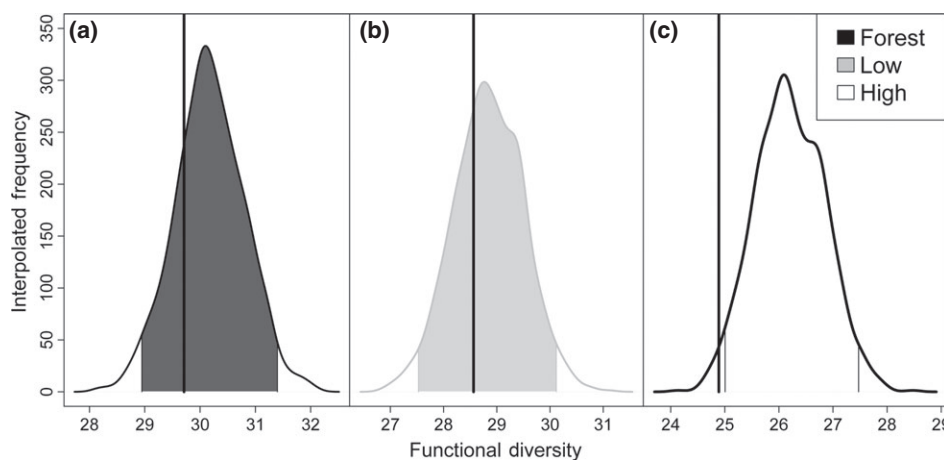 (a)
(b)
(c)
Forest
Low
High
Interpolated frequency
350
300
250
200
150
100
50
0
28 29 30 31 32
27 28 29 30 31
24 25 26 27 28 29
Functional diversity